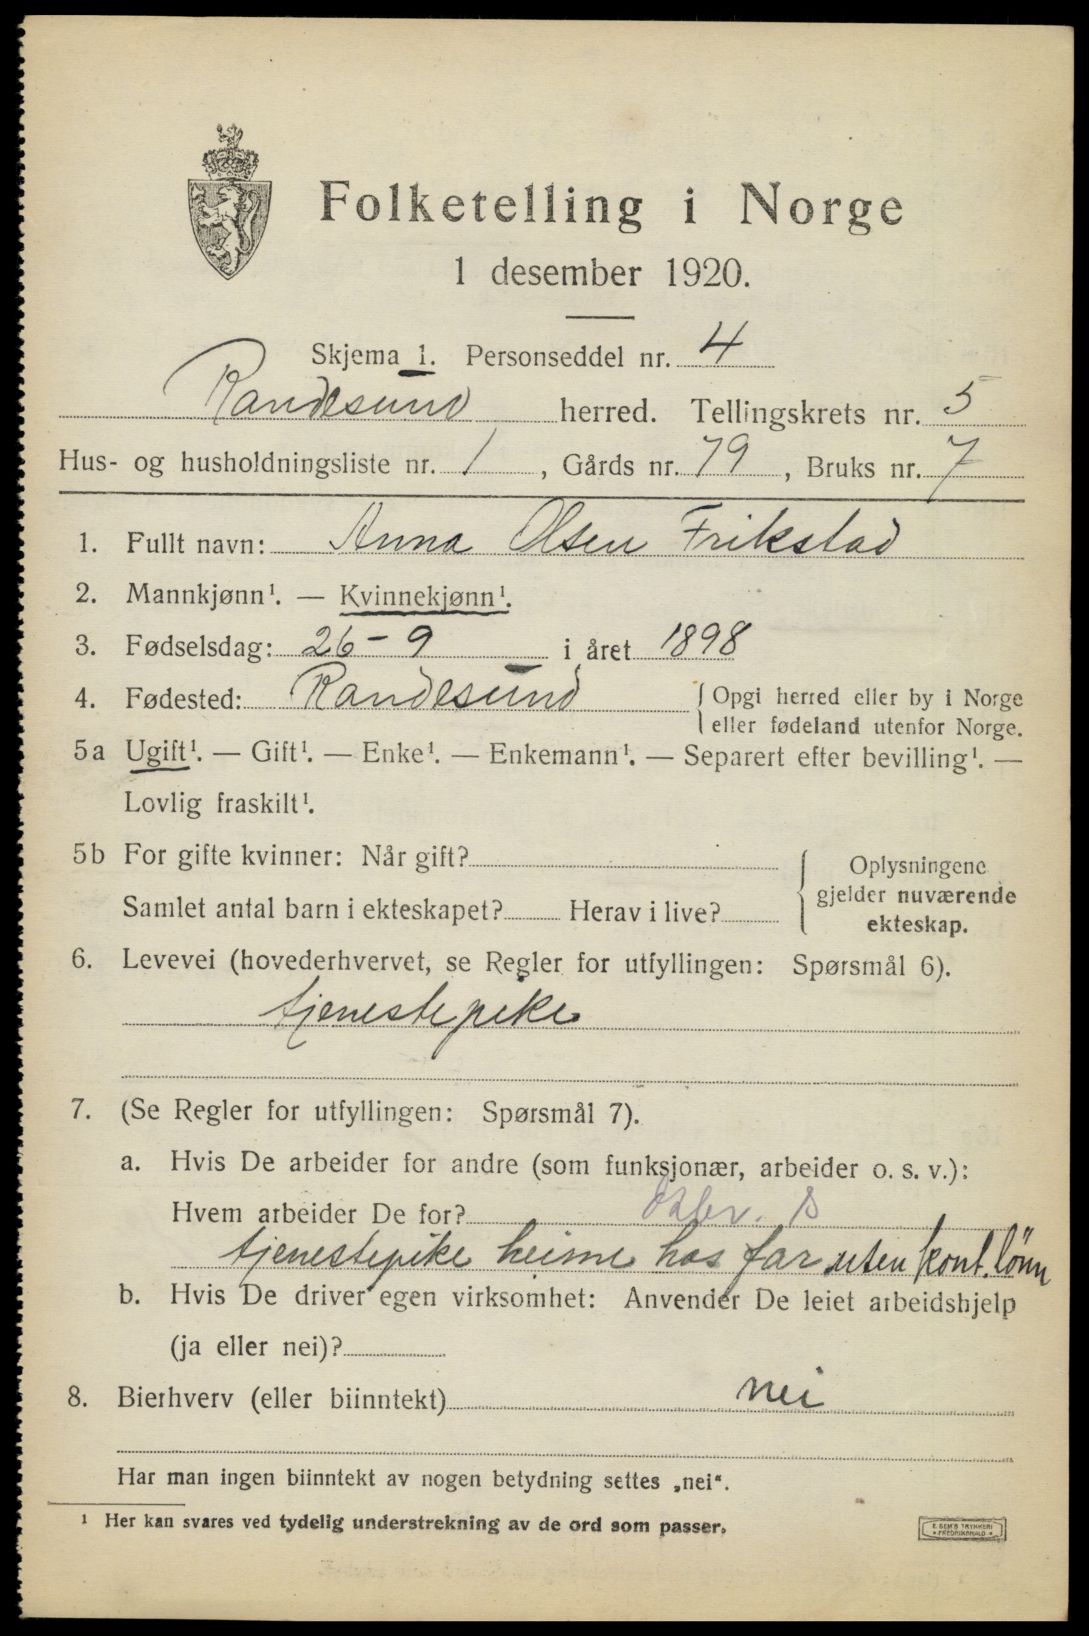 Folketelling i Norge
1 desember 1920.
Skjema 1. Personseddel nr. 4
Randesund herred. Tellingskrets nr. 5
Hus- og husholdningsliste nr. 1, Gårds nr. 79, Bruks nr. 7
1. Fullt navn: Anna Olsen Frikstad
2. Mannkjønn¹. — Kvinnekjønn¹.
3. Fødselsdag: 26-9 i året 1898
4. Fødested: Randesund {Opgi herred eller by i Norge
eller fødeland utenfor Norge.
5a Ugift¹. — Gift¹. — Enke¹. — Enkemann¹. — Separert efter bevilling¹. —
Lovlig fraskilt¹.
5b For gifte kvinner: Når gift?
Samlet antal barn i ekteskapet? Herav i live?
{ Oplysningene
gjelder nuværende
ekteskap.
6. Levevei (hovederhvervet, se Regler for utfyllingen: Spørsmål 6).
tjenestepike
7. (Se Regler for utfyllingen: Spørsmål 7).
a. Hvis De arbeider for andre (som funksjonær, arbeider o. s. v.):
Hvem arbeider De for?
tjenestepike heime hos far uten kont. lønn
b. Hvis De driver egen virksomhet: Anvender De leiet arbeidshjelp
(ja eller nei)?
8. Bierhverv (eller biinntekt) nei
Har man ingen biinntekt av nogen betydning settes „nei“.
¹ Her kan svares ved tydelig understrekning av de ord som passer.
E. SEM'S TRYKKERI
FREDRIKSHALD